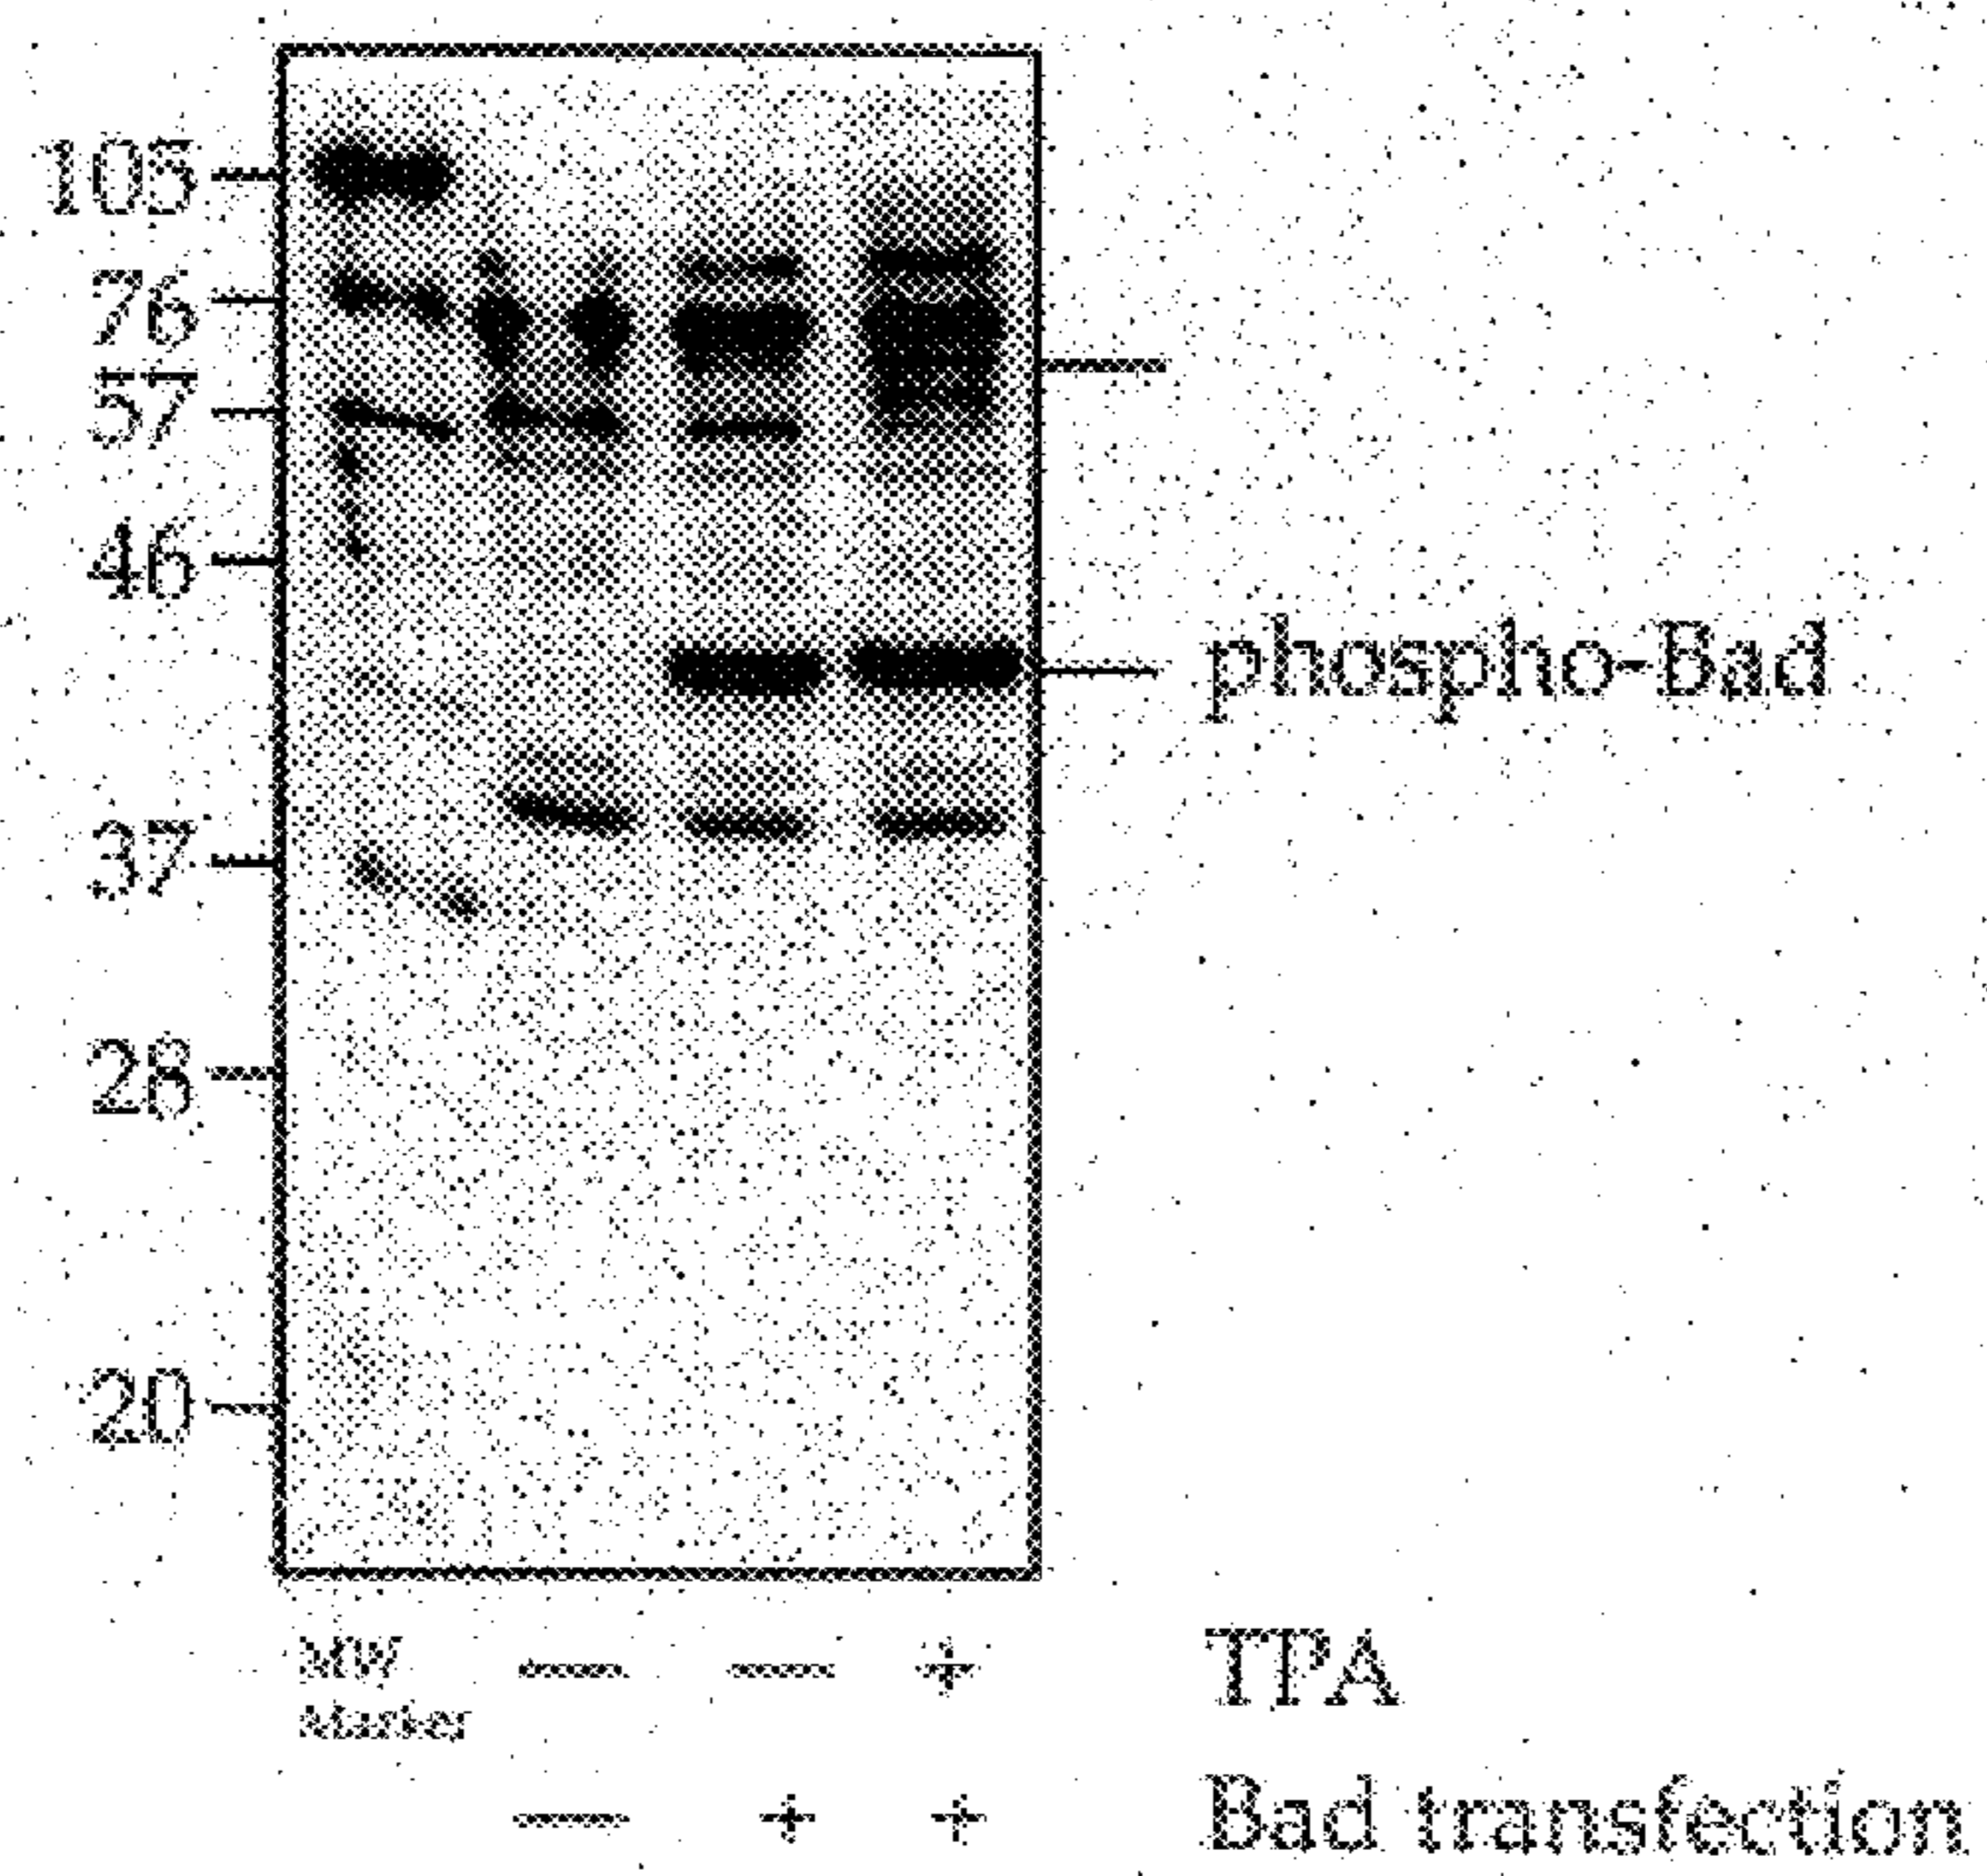 105
76
57
46
phospho-Bad
37
28
20
MW — — + TPA
Marker
— + + Bad transfection